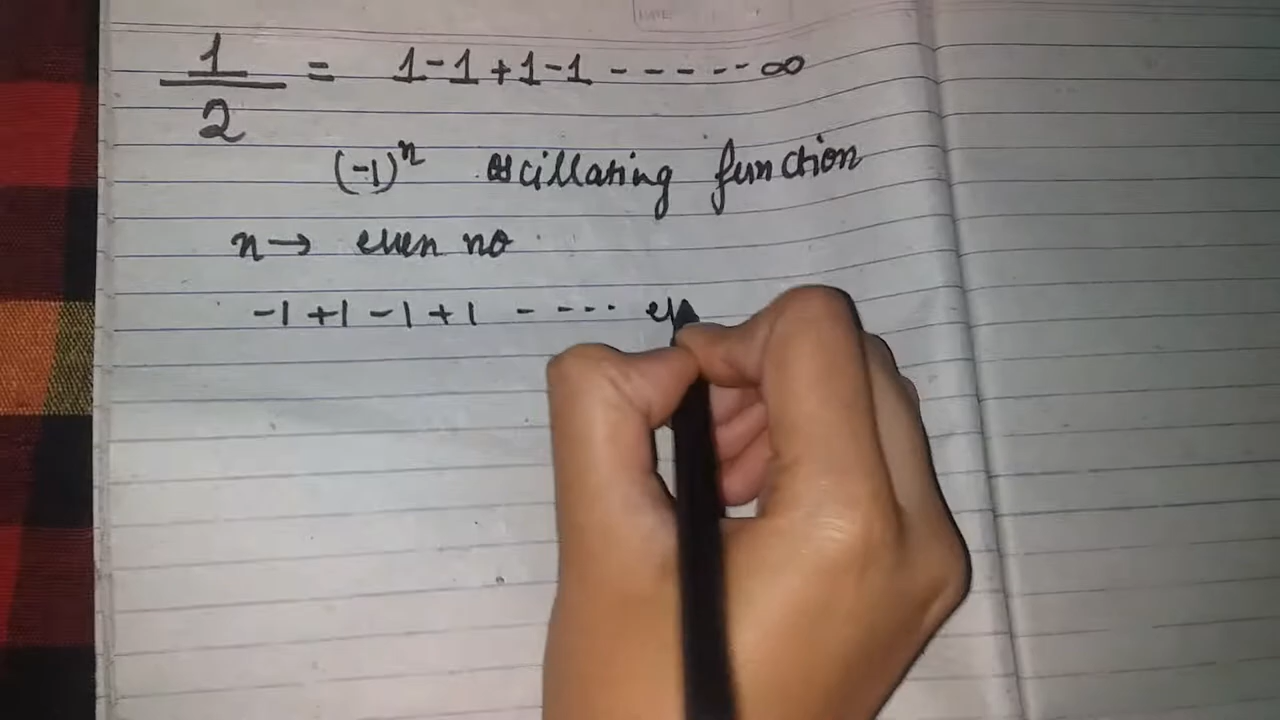 1/2 = 1-1+1-1 ------ ∞
(-1)^n oscillating function
n → even no
-1 +1 -1 +1 - ----